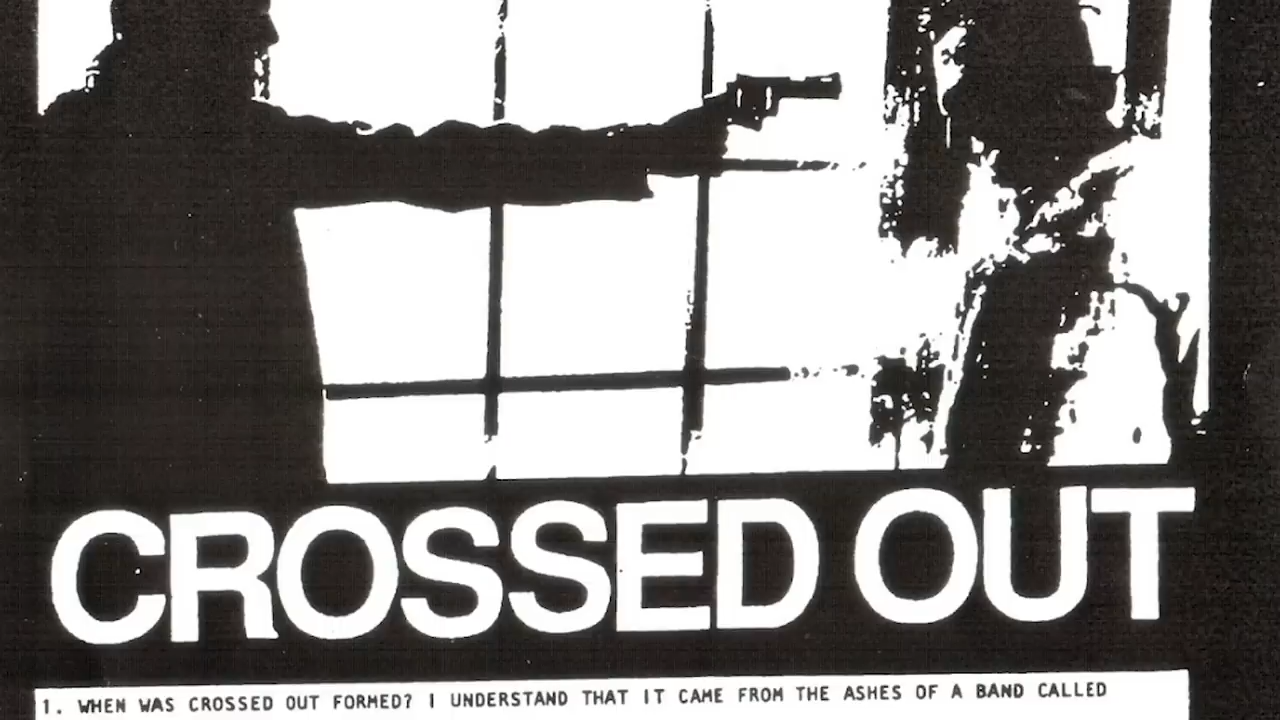 CROSSED OUT
1. WHEN WAS CROSSED OUT FORMED? I UNDERSTAND THAT IT CAME FROM THE ASHES OF A BAND CALLED